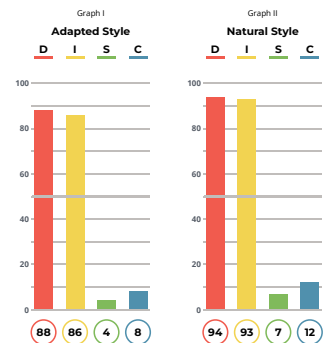 Graph I
Adapted Style
D I S C
100
80
60
40
20
0
88 86 4 8
Graph II
Natural Style
D I S C
100
80
60
40
20
0
94 93 7 12